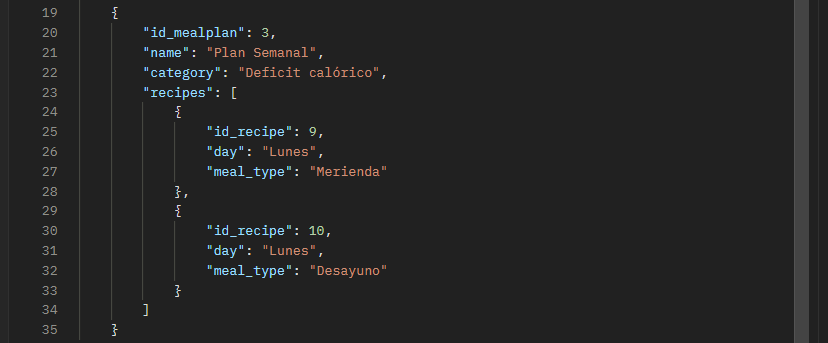 19 {
20 "id_mealplan": 3,
21 "name": "Plan Semanal",
22 "category": "Deficit calórico",
23 "recipes": [
24 {
25 "id_recipe": 9,
26 "day": "Lunes",
27 "meal_type": "Merienda"
28 },
29 {
30 "id_recipe": 10,
31 "day": "Lunes",
32 "meal_type": "Desayuno"
33 }
34 ]
35 }